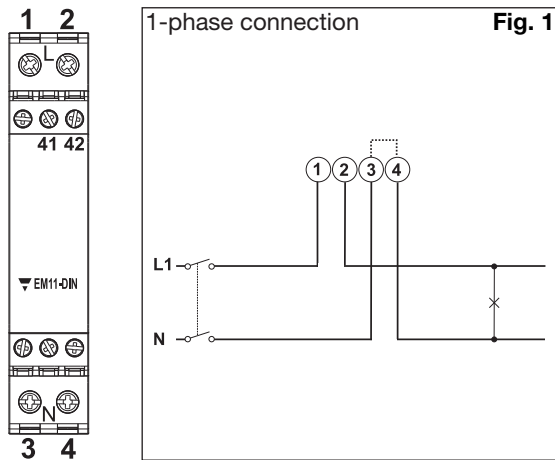 1 2
L
41 42
EM11-DIN
N
3 4
1-phase connection Fig. 1
1 2 3 4
L1
N